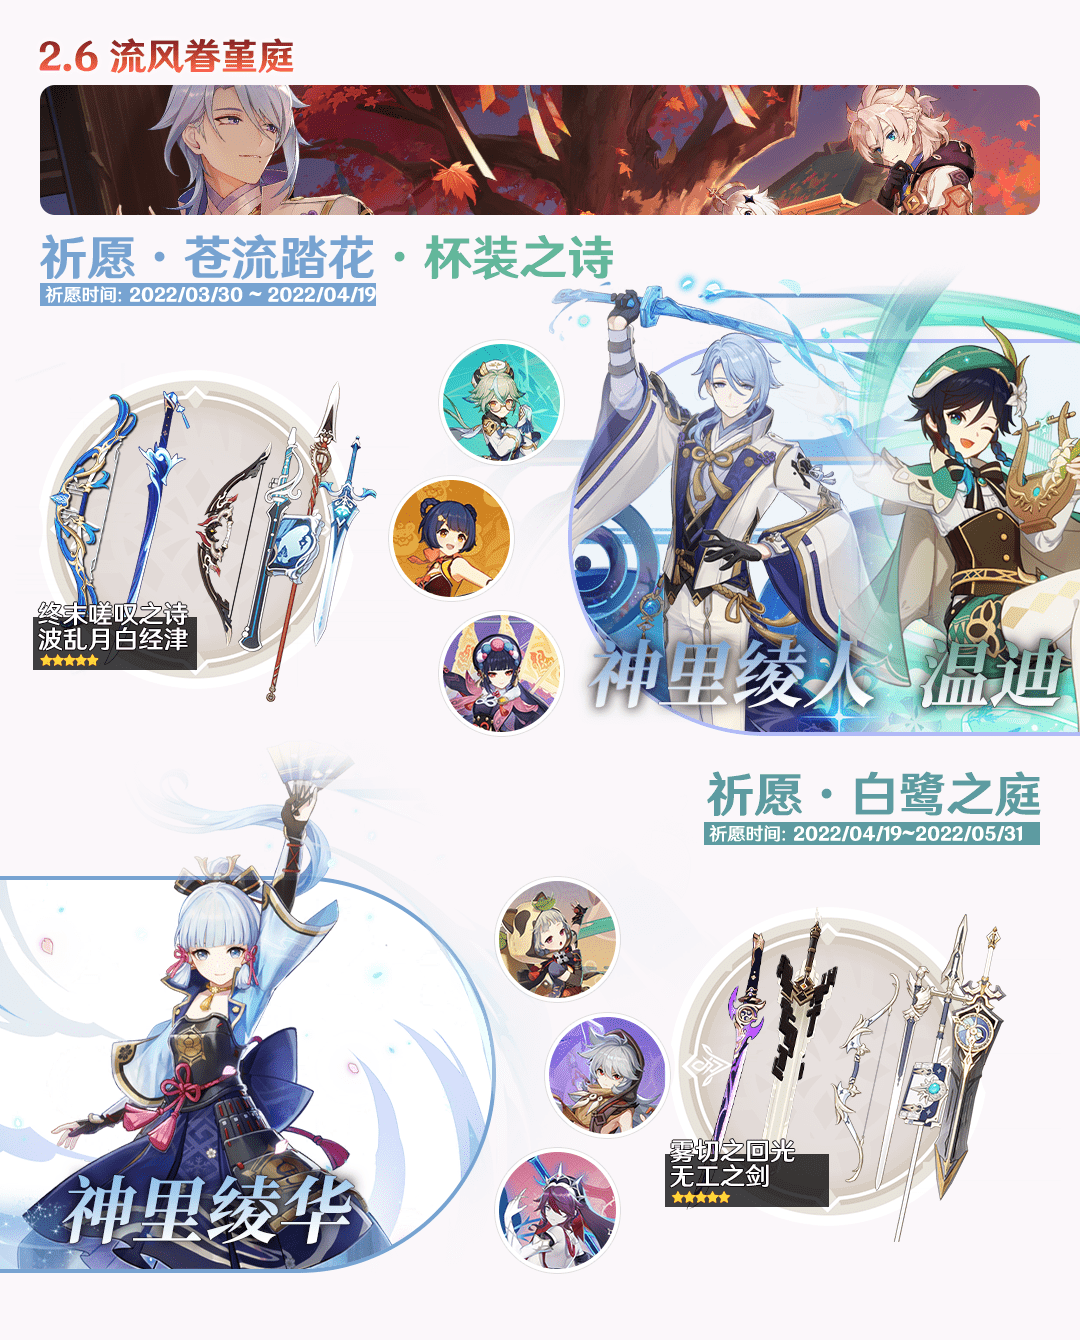 2.6 流风眷堇庭
祈愿·苍流踏花·杯装之诗
祈愿时间: 2022/03/30 ~ 2022/04/19
终末嗟叹之诗
波乱月白经津
神里绫人 温迪
祈愿·白鹭之庭
祈愿时间: 2022/04/19~2022/05/31
雾切之回光
无工之剑
神里绫华